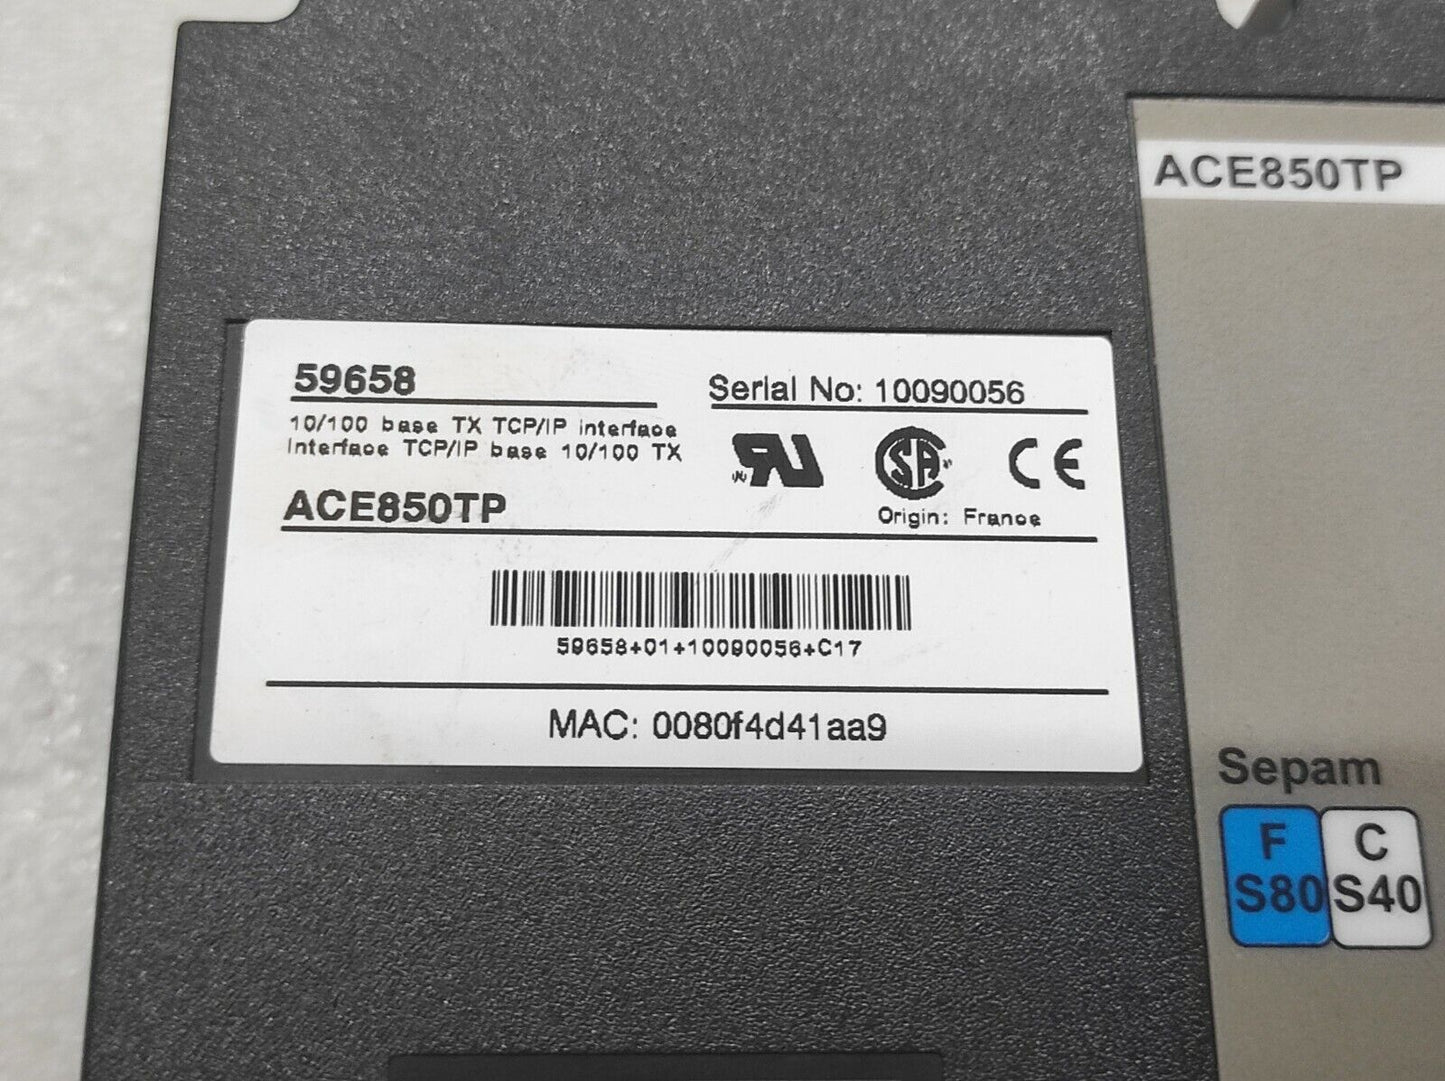 ACE850TP
59658
Serial No: 10090056
10/100 base TX TCP/IP interface
Interface TCP/IP base 10/100 TX
ACE850TP
Origin: France
59658+01+10090056+C17
MAC: 0080f4d41aa9
Sepam
F C
S80 S40